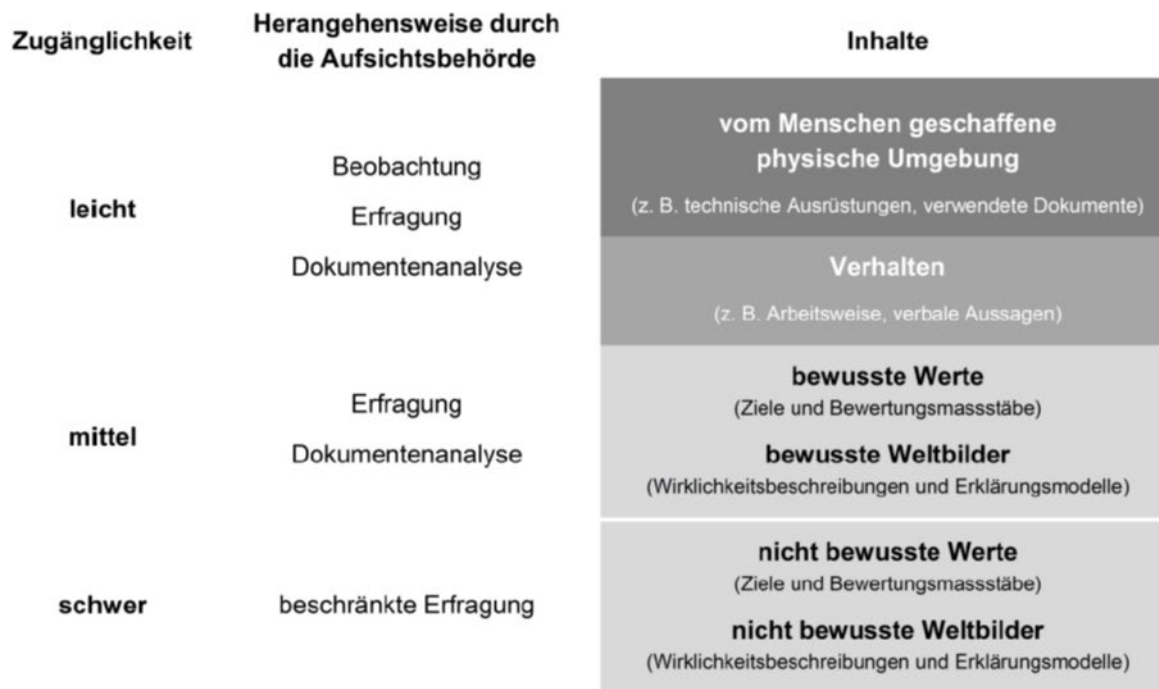 Zugänglichkeit
Herangehensweise durch
die Aufsichtsbehörde
Inhalte
leicht
Beobachtung
Erfragung
Dokumentenanalyse
vom Menschen geschaffene
physische Umgebung
(z. B. technische Ausrüstungen, verwendete Dokumente)
Verhalten
(z. B. Arbeitsweise, verbale Aussagen)
mittel
Erfragung
Dokumentenanalyse
bewusste Werte
(Ziele und Bewertungsmassstäbe)
bewusste Weltbilder
(Wirklichkeitsbeschreibungen und Erklärungsmodelle)
schwer
beschränkte Erfragung
nicht bewusste Werte
(Ziele und Bewertungsmassstäbe)
nicht bewusste Weltbilder
(Wirklichkeitsbeschreibungen und Erklärungsmodelle)